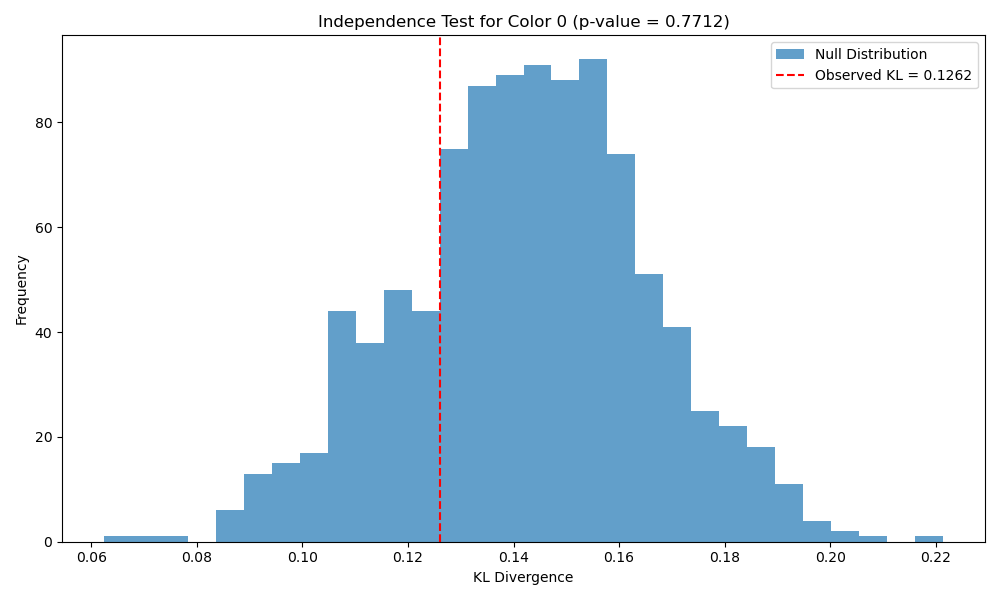 Independence Test for Color 0 (p-value = 0.7712)
Null Distribution
Observed KL = 0.1262
Frequency
80
60
40
20
0
0.06 0.08 0.10 0.12 0.14 0.16 0.18 0.20 0.22
KL Divergence